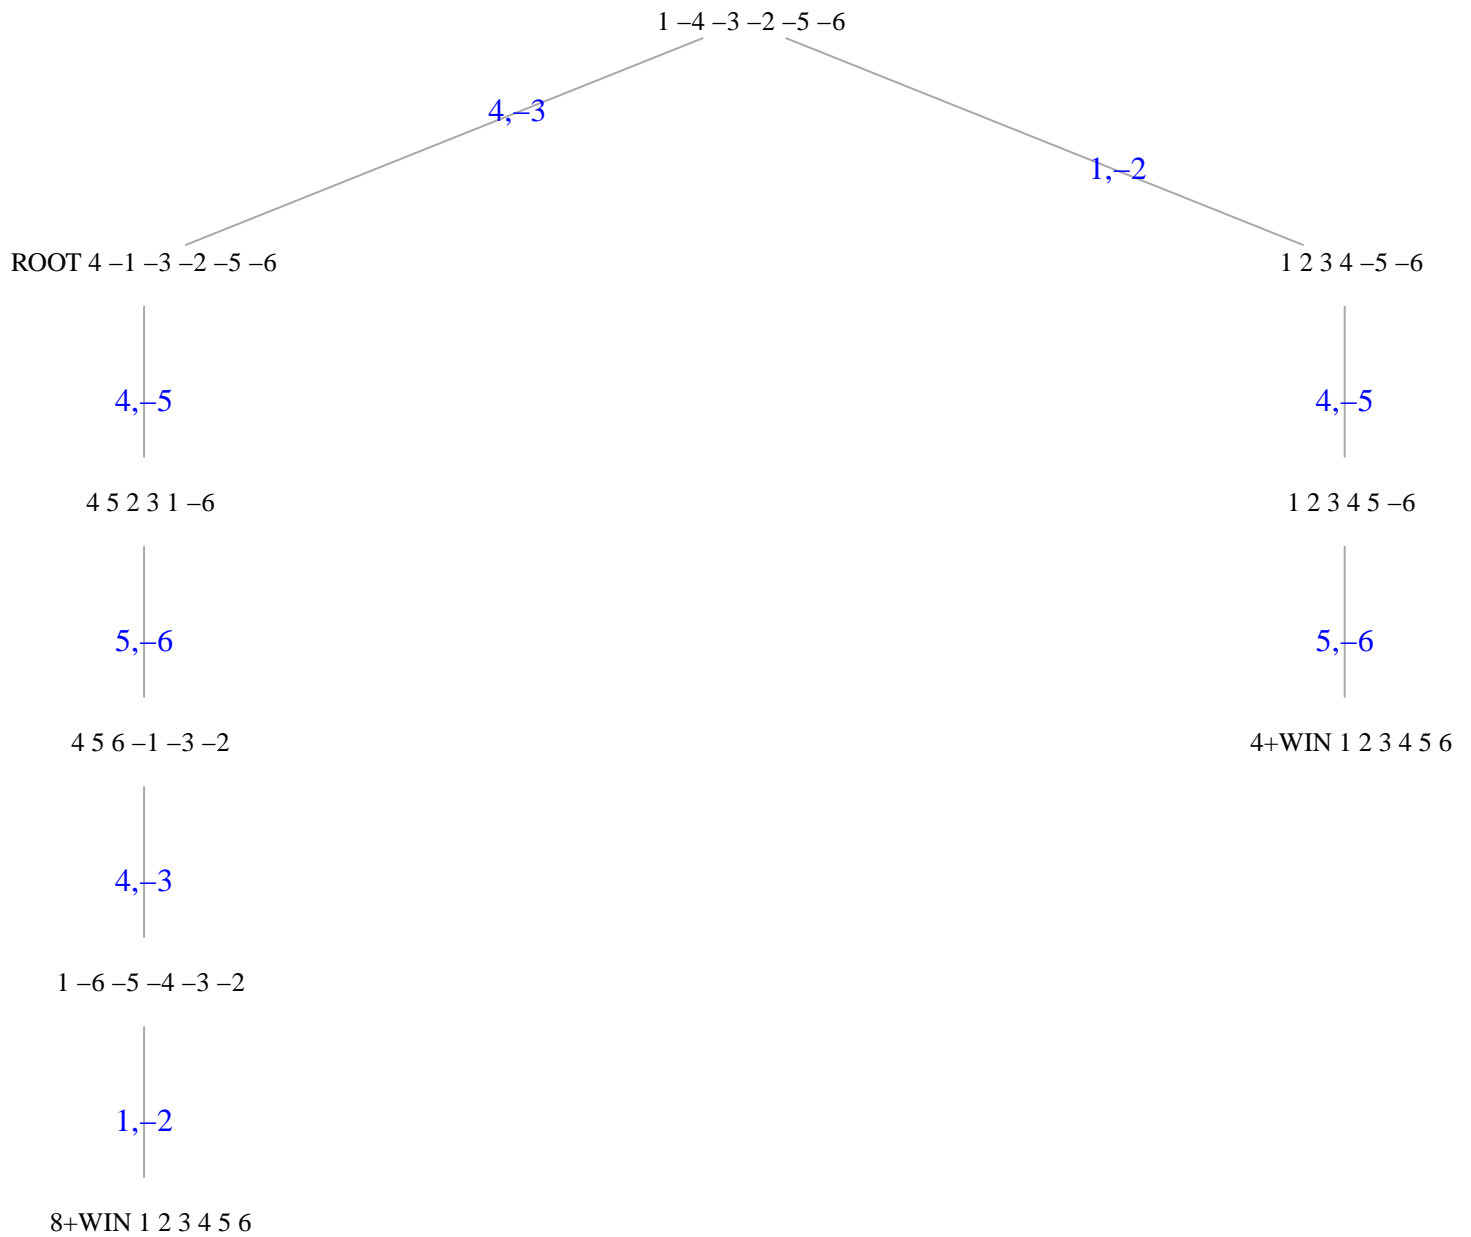 1 –4 –3 –2 –5 –6
4,–3
1,–2
ROOT 4 –1 –3 –2 –5 –6
1 2 3 4 –5 –6
4,–5
4,–5
4 5 2 3 1 –6
1 2 3 4 5 –6
5,–6
5,–6
4 5 6 –1 –3 –2
4+WIN 1 2 3 4 5 6
4,–3
1 –6 –5 –4 –3 –2
1,–2
8+WIN 1 2 3 4 5 6